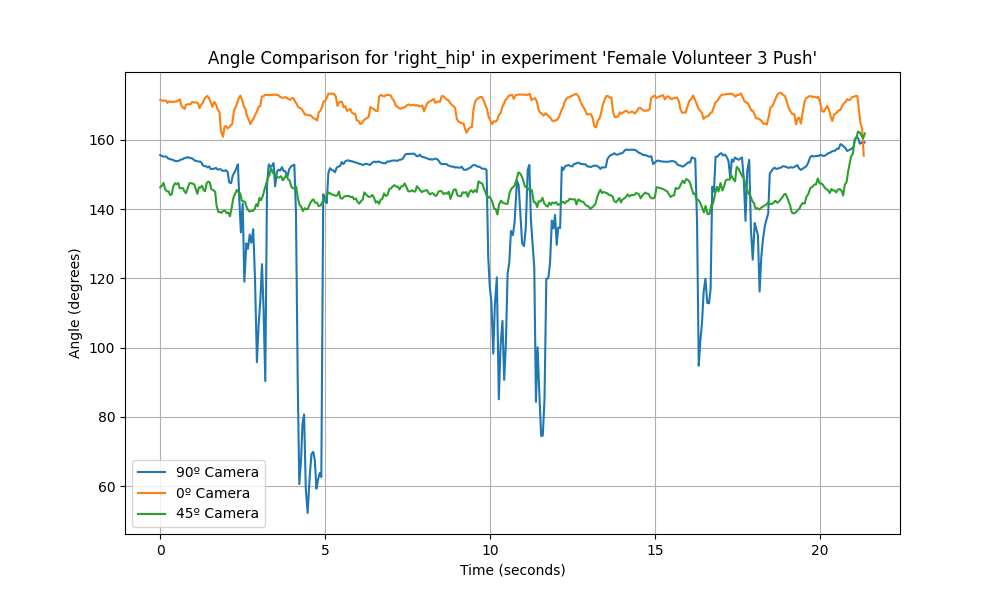 Angle Comparison for 'right_hip' in experiment 'Female Volunteer 3 Push'
Angle (degrees)
160
140
120
100
80
60
90º Camera
0º Camera
45º Camera
0
5
10
15
20
Time (seconds)